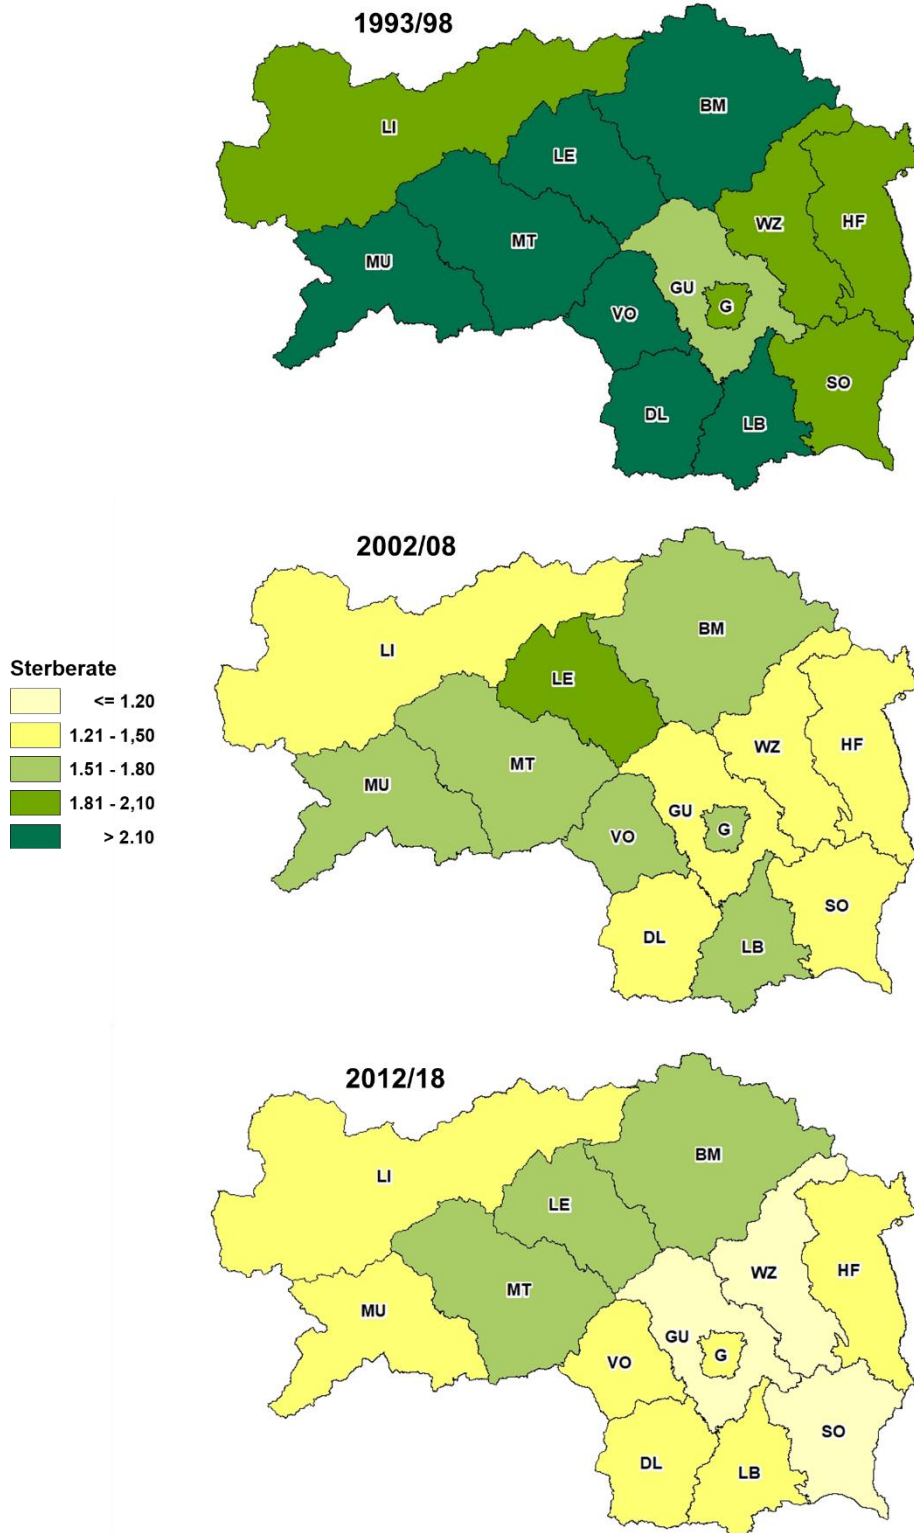 1993/98
BM
LI
LE
WZ
HF
MT
MU
GU
G
VO
SO
DL
LB
2002/08
BM
LI
Sterberate
LE
<= 1.20
1.21 - 1,50
WZ
HF
1.51 - 1.80
MT
MU
1.81 - 2,10
GU
G
> 2.10
VO
SO
DL
LB
2012/18
BM
LI
LE
WZ
HF
MT
MU
GU
G
VO
SO
DL
LB